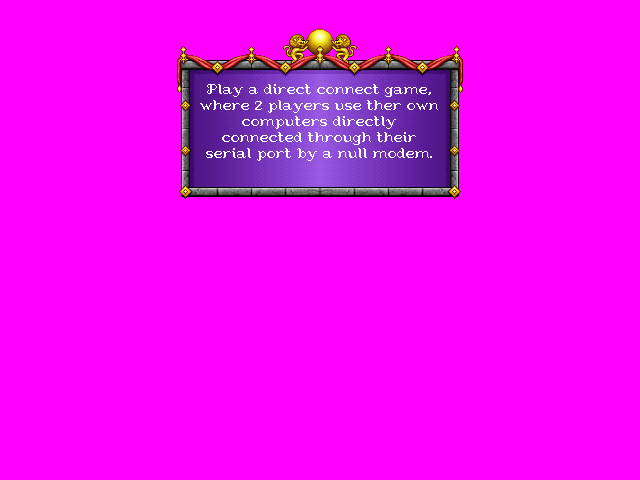 Play a direct connect game,
where 2 players use ther own
computers directly
connected through their
serial port by a null modem.